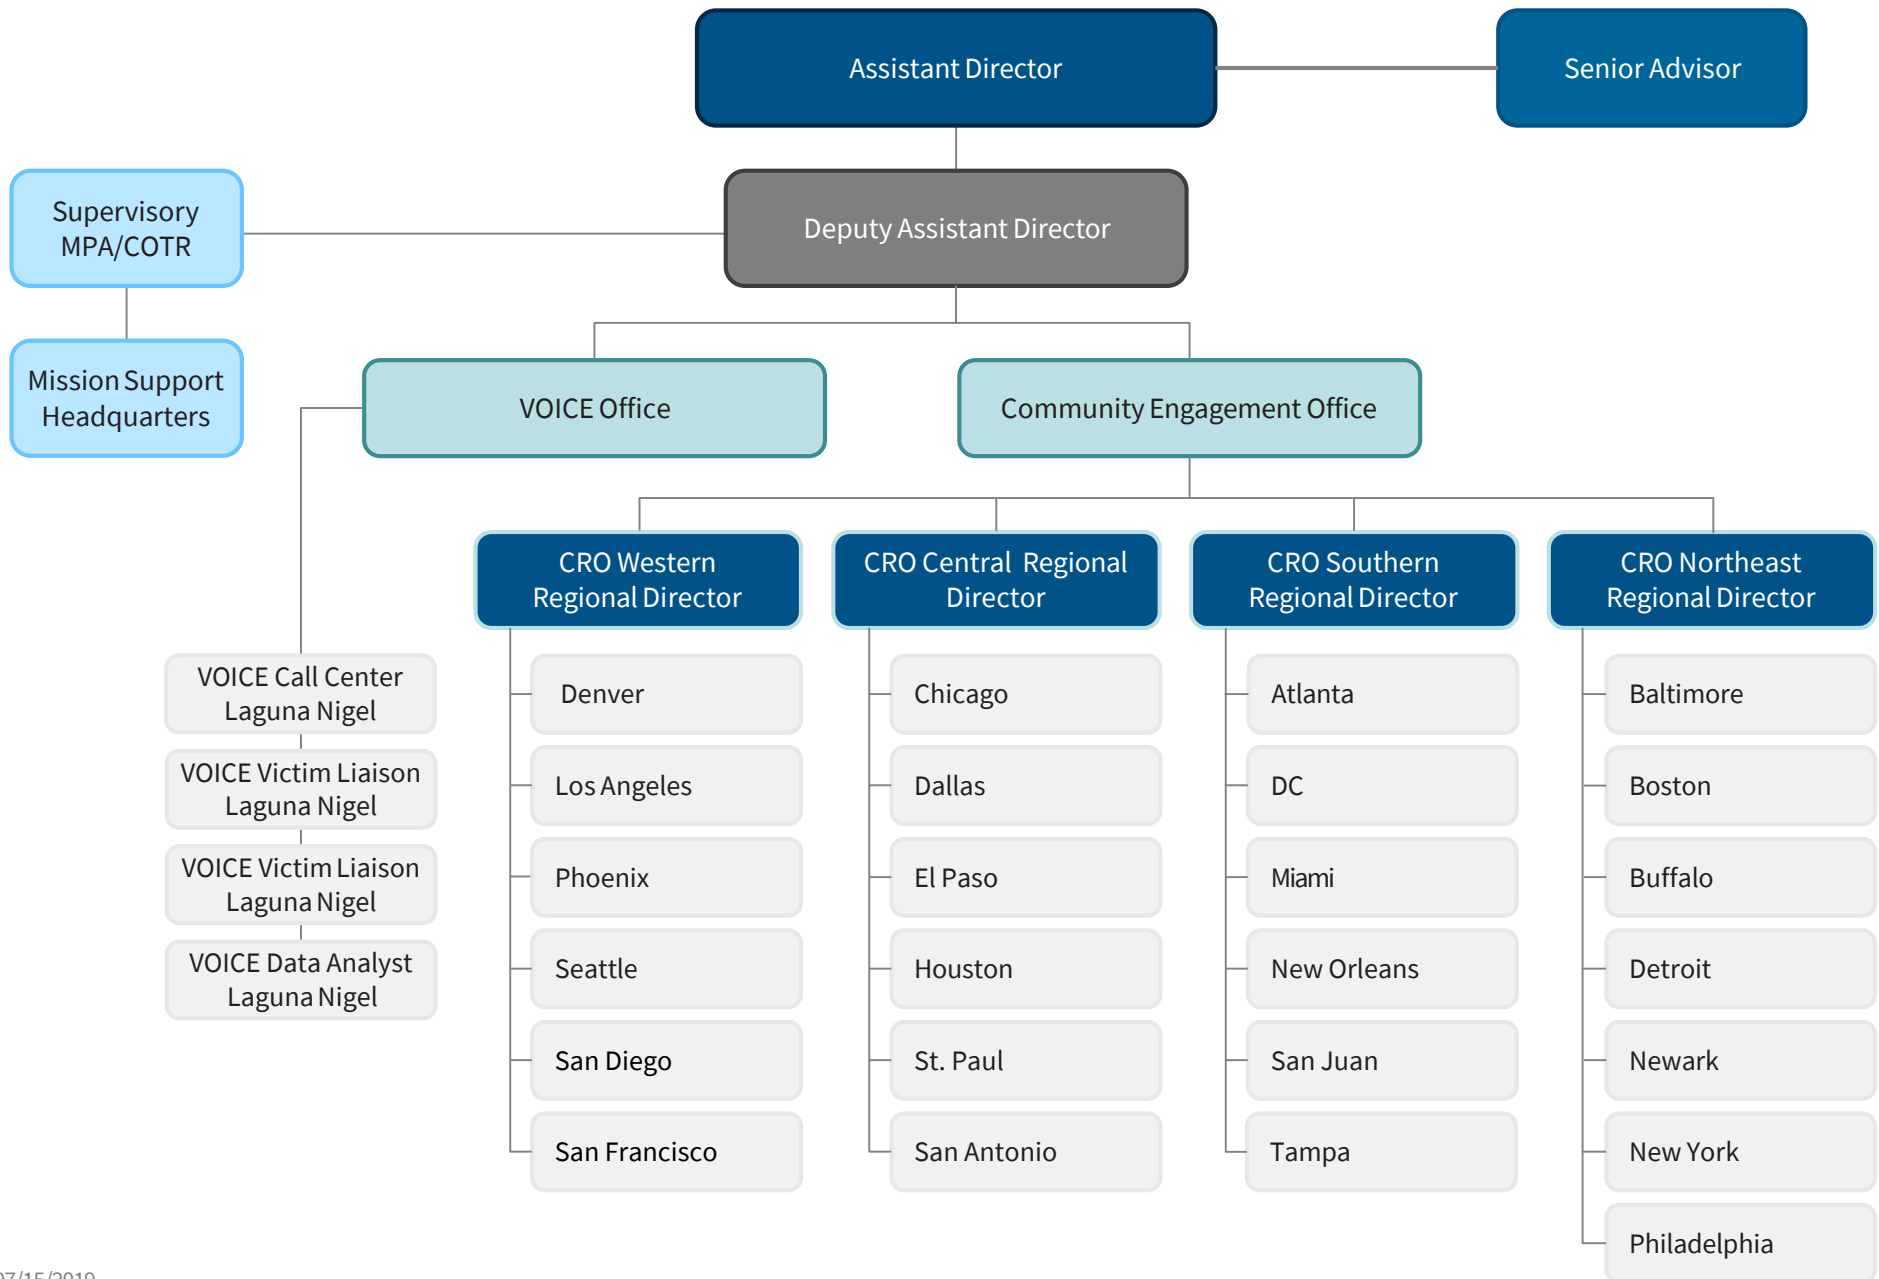 Assistant Director
Senior Advisor
Supervisory
MPA/COTR
Deputy Assistant Director
Mission Support
Headquarters
VOICE Office
Community Engagement Office
CRO Western
Regional Director
CRO Central Regional
Director
CRO Southern
Regional Director
CRO Northeast
Regional Director
VOICE Call Center
Laguna Nigel
VOICE Victim Liaison
Laguna Nigel
VOICE Victim Liaison
Laguna Nigel
VOICE Data Analyst
Laguna Nigel
Denver
Los Angeles
Phoenix
Seattle
San Diego
San Francisco
Chicago
Dallas
El Paso
Houston
St. Paul
San Antonio
Atlanta
DC
Miami
New Orleans
San Juan
Tampa
Baltimore
Boston
Buffalo
Detroit
Newark
New York
Philadelphia
07/15/2019